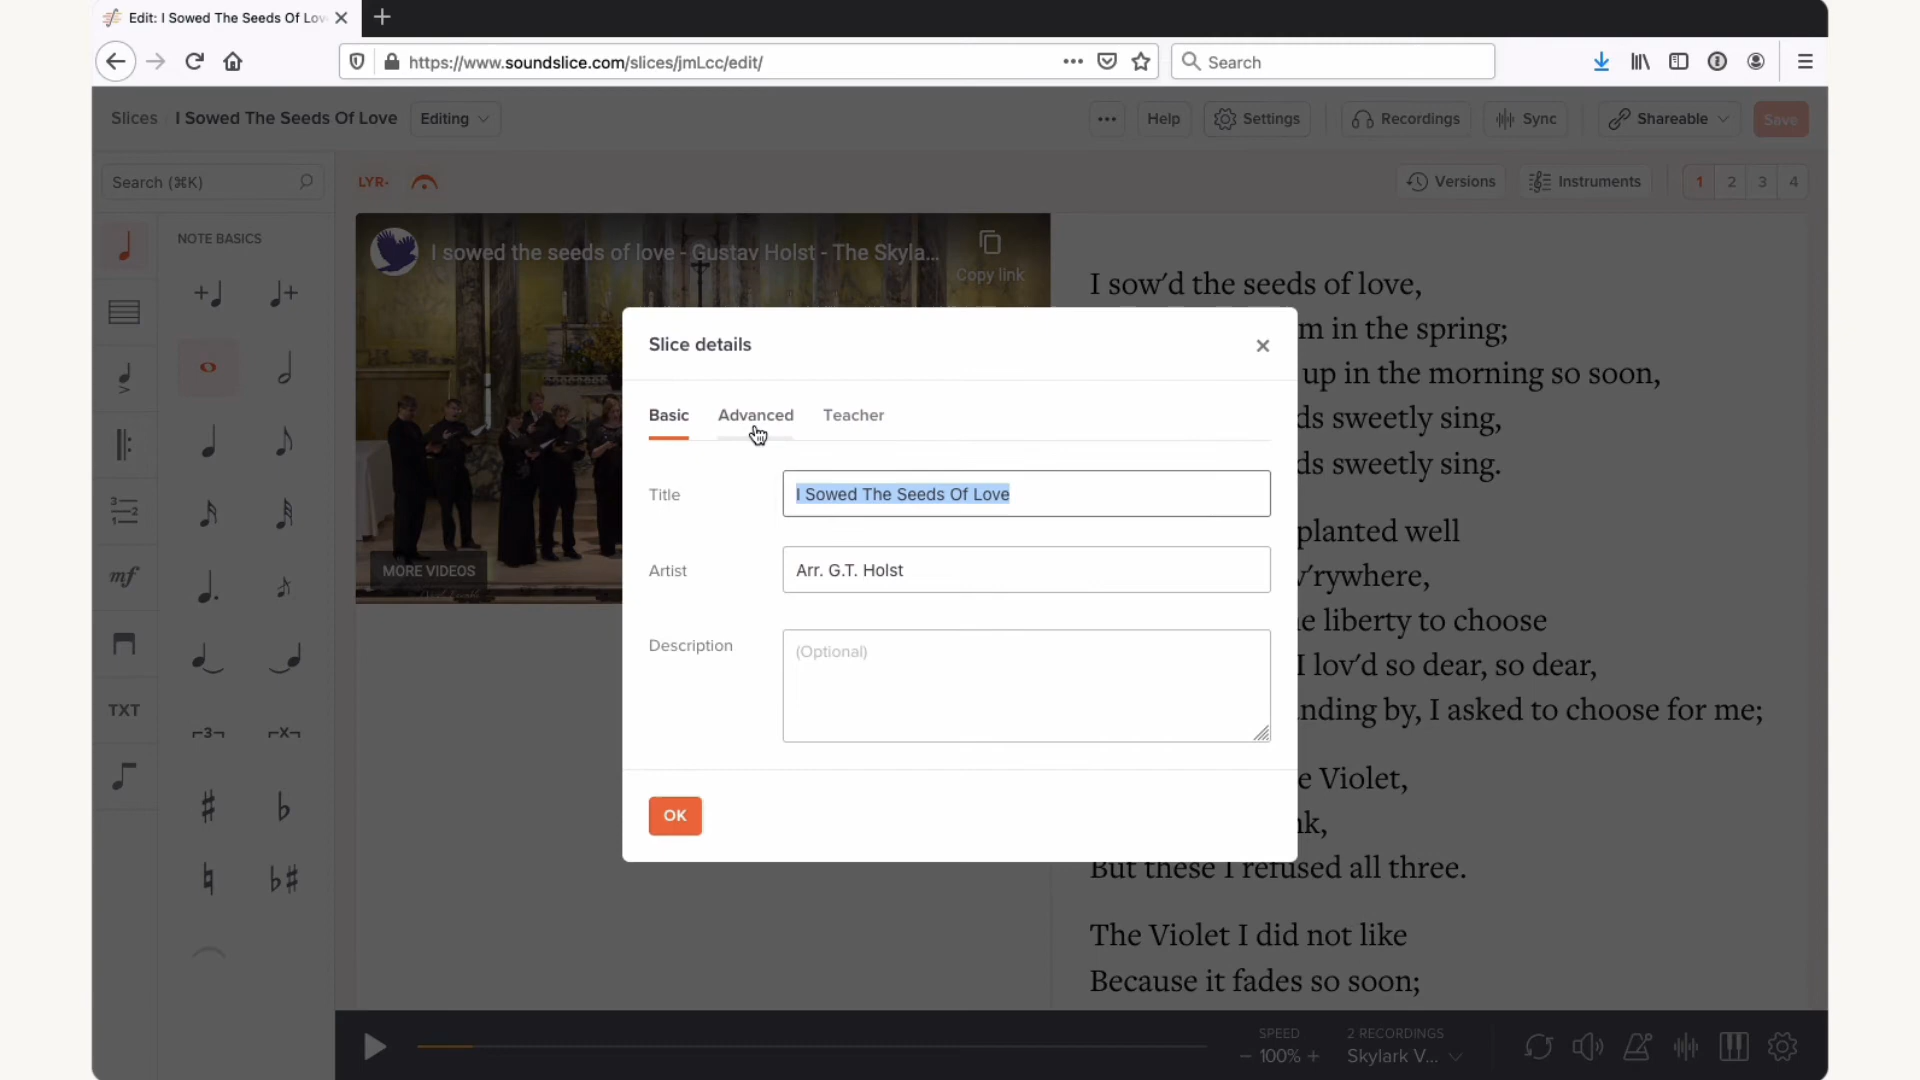 Edit: I Sowed The Seeds Of Lov
https://www.soundslice.com/slices/jmLcc/edit/
Search
Slices
I Sowed The Seeds Of Love
Editing
Help
Settings
Recordings
Sync
Shareable
Save
Search (⌘K)
LYR-
Versions
Instruments
1 2 3 4
NOTE BASICS
I sowed the seeds of love - Gustav Holst - The Skyla...
Copy link
MORE VIDEOS
mf
TXT
3
1
⌐3¬
⌐X¬
Slice details
Basic
Advanced
Teacher
Title
I Sowed The Seeds Of Love
Artist
Arr. G.T. Holst
Description
(Optional)
OK
I sow'd the seeds of love,
m in the spring;
up in the morning so soon,
ds sweetly sing,
ds sweetly sing.
planted well
v'rywhere,
e liberty to choose
I lov'd so dear, so dear,
nding by, I asked to choose for me;
e Violet,
nk,
But these I refused all three.
The Violet I did not like
Because it fades so soon;
SPEED
− 100% +
2 RECORDINGS
Skylark V...